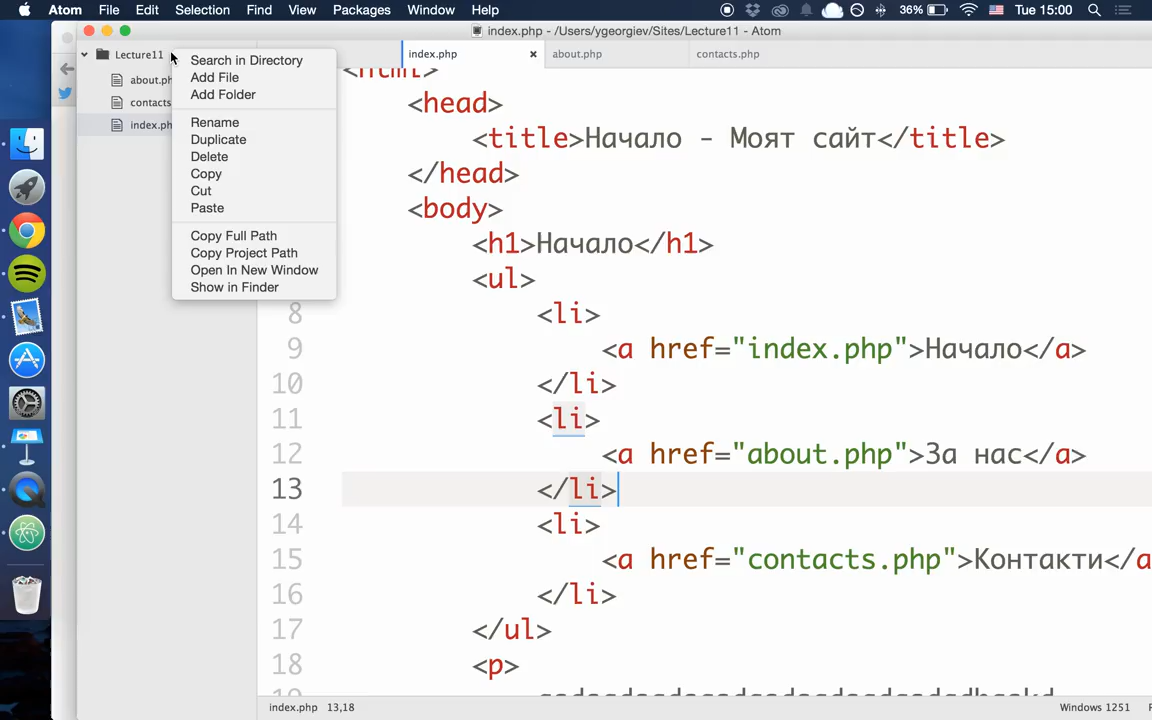 Atom File Edit View Selection Find Packages Window Help 36% Tue 15:00
index.php - /Users/ygeorgiev/Sites/Lecture11 - Atom
Lecture11
about.ph
contacts
index.ph
Search in Directory
Add File
Add Folder
Rename
Duplicate
Delete
Copy
Cut
Paste
Copy Full Path
Copy Project Path
Open In New Window
Show in Finder
index.php about.php contacts.php
<html>
<head>
<title>Начало - Моят сайт</title>
</head>
<body>
<h1>Начало</h1>
<ul>
8 <li>
9 <a href="index.php">Начало</a>
10 </li>
11 <li>
12 <a href="about.php">За нас</a>
13 </li>
14 <li>
15 <a href="contacts.php">Контакти</a
16 </li>
17 </ul>
18 <p>
index.php 13,18 Windows 1251